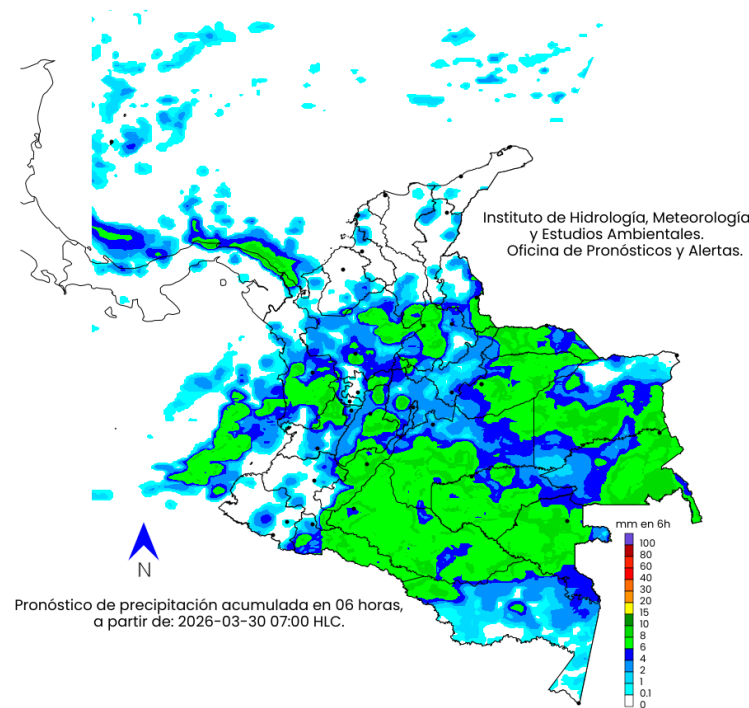 Instituto de Hidrología, Meteorología
y Estudios Ambientales.
Oficina de Pronósticos y Alertas.
mm en 6h
100
80
60
40
30
20
15
10
8
6
4
2
1
0.1
0
N
Pronóstico de precipitación acumulada en 06 horas,
a partir de: 2026-03-30 07:00 HLC.